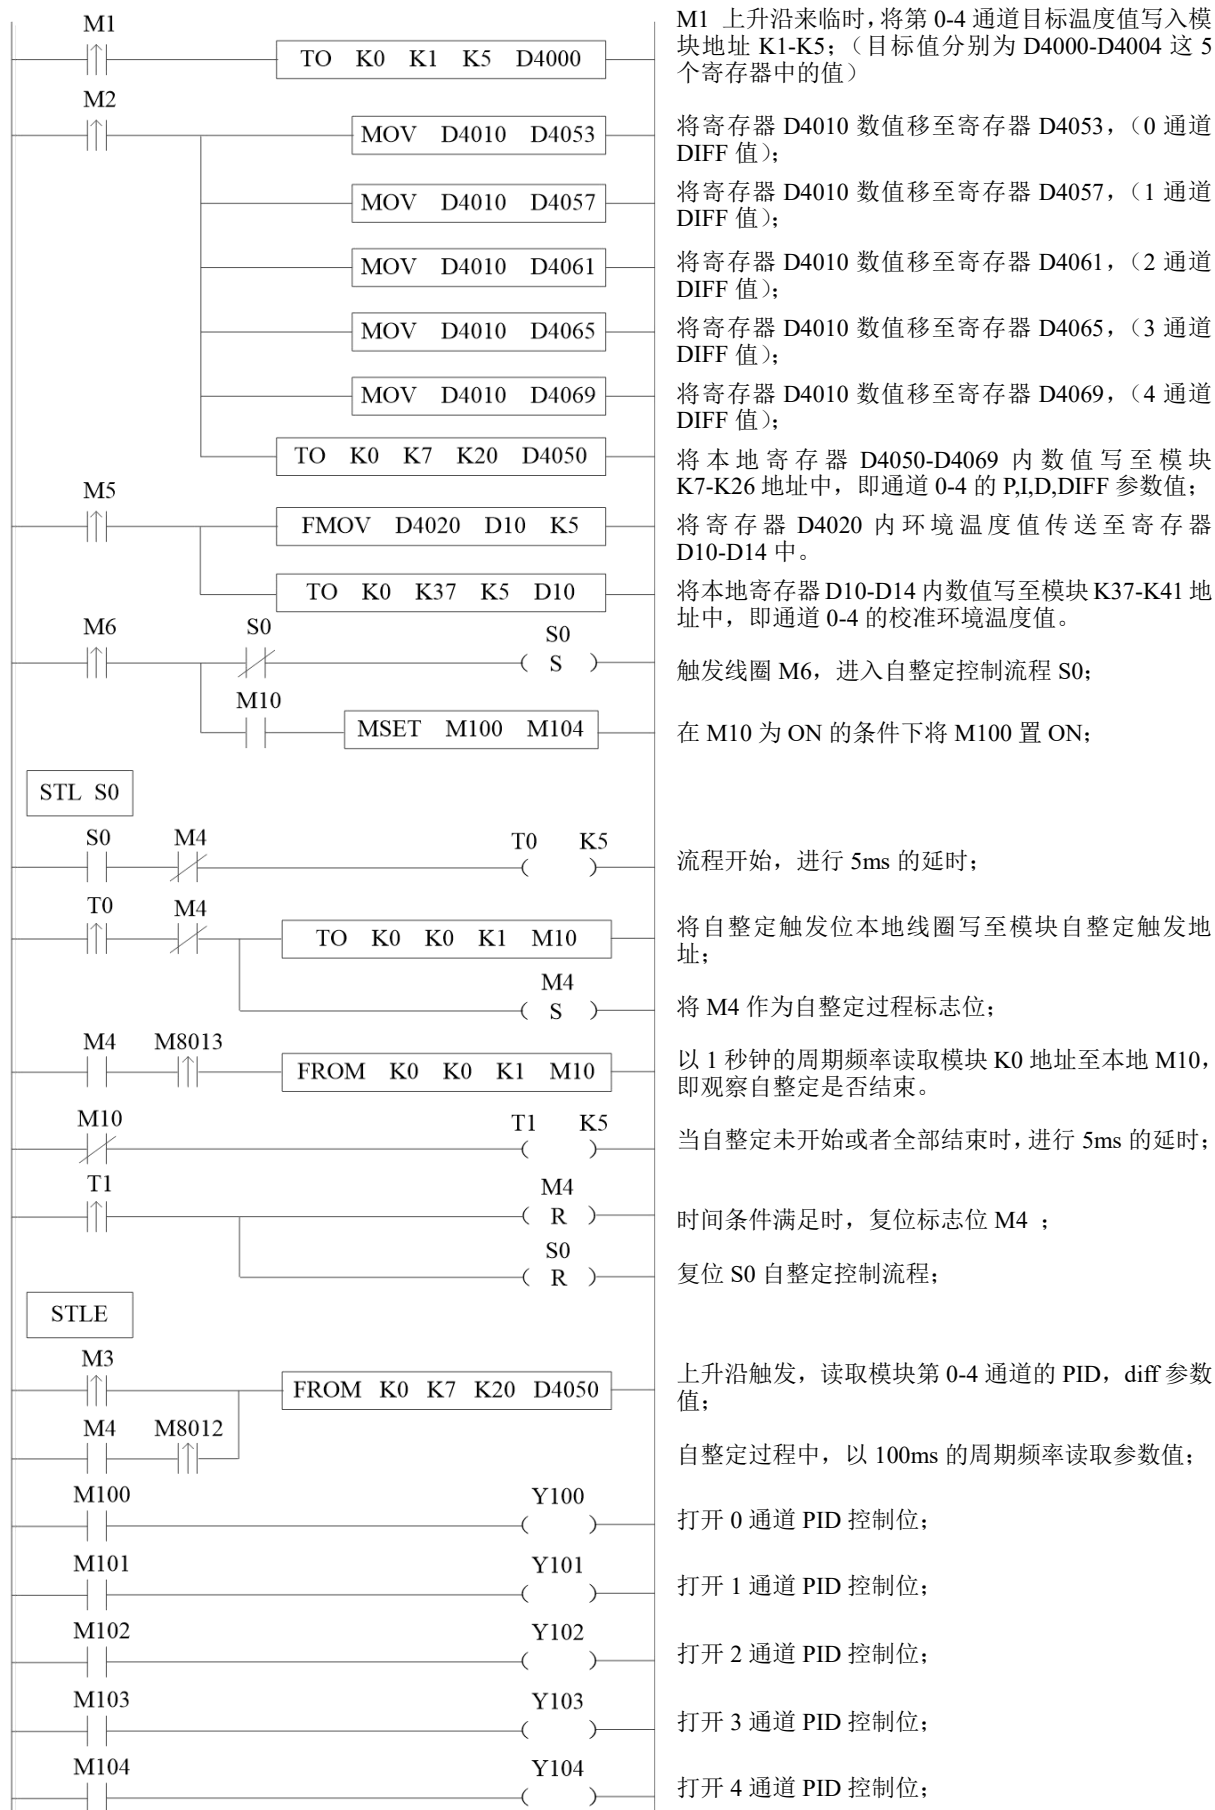 M1
TO K0 K1 K5 D4000
M1 上升沿来临时，将第 0-4 通道目标温度值写入模
块地址 K1-K5；（目标值分别为 D4000-D4004 这 5
个寄存器中的值）
M2
MOV D4010 D4053
将寄存器 D4010 数值移至寄存器 D4053，（0 通道
DIFF 值）；
MOV D4010 D4057
将寄存器 D4010 数值移至寄存器 D4057，（1 通道
DIFF 值）；
MOV D4010 D4061
将寄存器 D4010 数值移至寄存器 D4061，（2 通道
DIFF 值）；
MOV D4010 D4065
将寄存器 D4010 数值移至寄存器 D4065，（3 通道
DIFF 值）；
MOV D4010 D4069
将寄存器 D4010 数值移至寄存器 D4069，（4 通道
DIFF 值）；
TO K0 K7 K20 D4050
将本地寄存器 D4050-D4069 内数值写至模块
K7-K26 地址中，即通道 0-4 的 P,I,D,DIFF 参数值；
M5
FMOV D4020 D10 K5
将寄存器 D4020 内环境温度值传送至寄存器
D10-D14 中。
TO K0 K37 K5 D10
将本地寄存器 D10-D14 内数值写至模块 K37-K41 地
址中，即通道 0-4 的校准环境温度值。
M6 S0 S0
( S )
触发线圈 M6，进入自整定控制流程 S0；
M10
MSET M100 M104
在 M10 为 ON 的条件下将 M100 置 ON；
STL S0
S0 M4 T0 K5
( )
流程开始，进行 5ms 的延时；
T0 M4
TO K0 K0 K1 M10
将自整定触发位本地线圈写至模块自整定触发地
址；
M4
( S )
将 M4 作为自整定过程标志位；
M4 M8013
FROM K0 K0 K1 M10
以 1 秒钟的周期频率读取模块 K0 地址至本地 M10，
即观察自整定是否结束。
M10 T1 K5
( )
当自整定未开始或者全部结束时，进行 5ms 的延时；
T1 M4
( R )
时间条件满足时，复位标志位 M4 ；
S0
( R )
复位 S0 自整定控制流程；
STLE
M3
FROM K0 K7 K20 D4050
上升沿触发，读取模块第 0-4 通道的 PID，diff 参数
值；
M4 M8012
自整定过程中，以 100ms 的周期频率读取参数值；
M100 Y100
( )
打开 0 通道 PID 控制位；
M101 Y101
( )
打开 1 通道 PID 控制位；
M102 Y102
( )
打开 2 通道 PID 控制位；
M103 Y103
( )
打开 3 通道 PID 控制位；
M104 Y104
( )
打开 4 通道 PID 控制位；